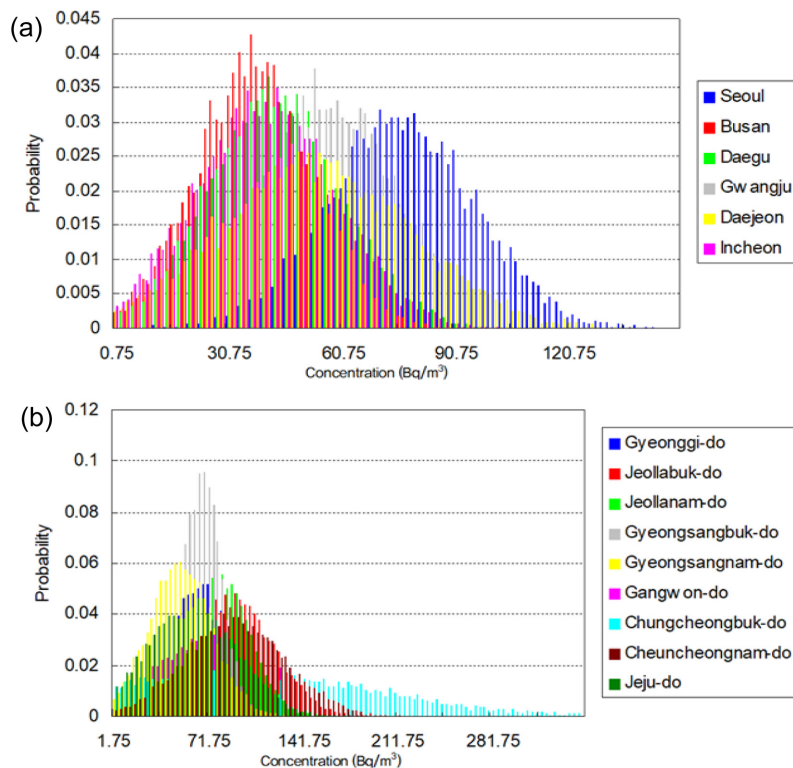 (a)
0.045
0.04
0.035
0.03
0.025
0.02
0.015
0.01
0.005
0
Probability
0.75 30.75 60.75 90.75 120.75
Concentration (Bq/m³)
Seoul
Busan
Daegu
Gwangju
Daejeon
Incheon
(b)
0.12
0.1
0.08
0.06
0.04
0.02
0
Probability
1.75 71.75 141.75 211.75 281.75
Concentration (Bq/m³)
Gyeonggi-do
Jeollabuk-do
Jeollanam-do
Gyeongsangbuk-do
Gyeongsangnam-do
Gangwon-do
Chungcheongbuk-do
Cheuncheongnam-do
Jeju-do